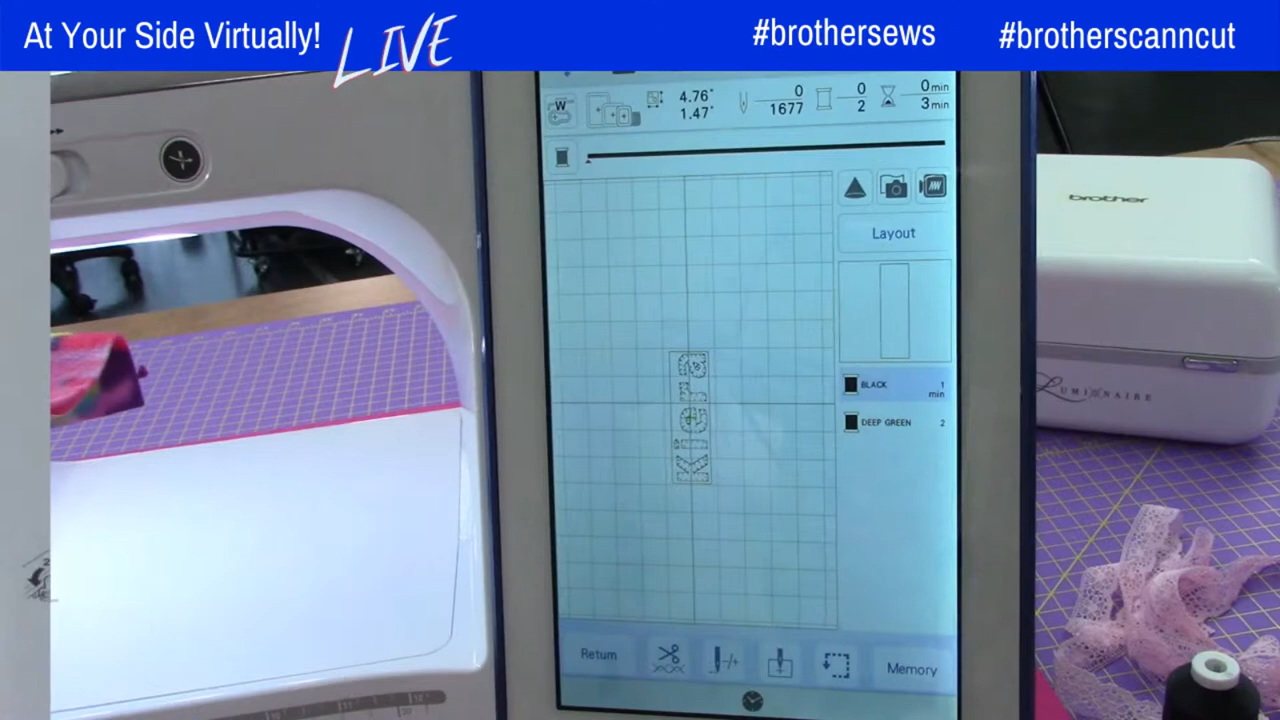 At Your Side Virtually!
LIVE
#brothersews
#brotherscanncut
W
4.76"
1.47"
0
1677
0
2
0min
3min
Layout
BLACK 1
min
DEEP GREEN 2
Return
-/+
Memory
brother
LUMINAIRE